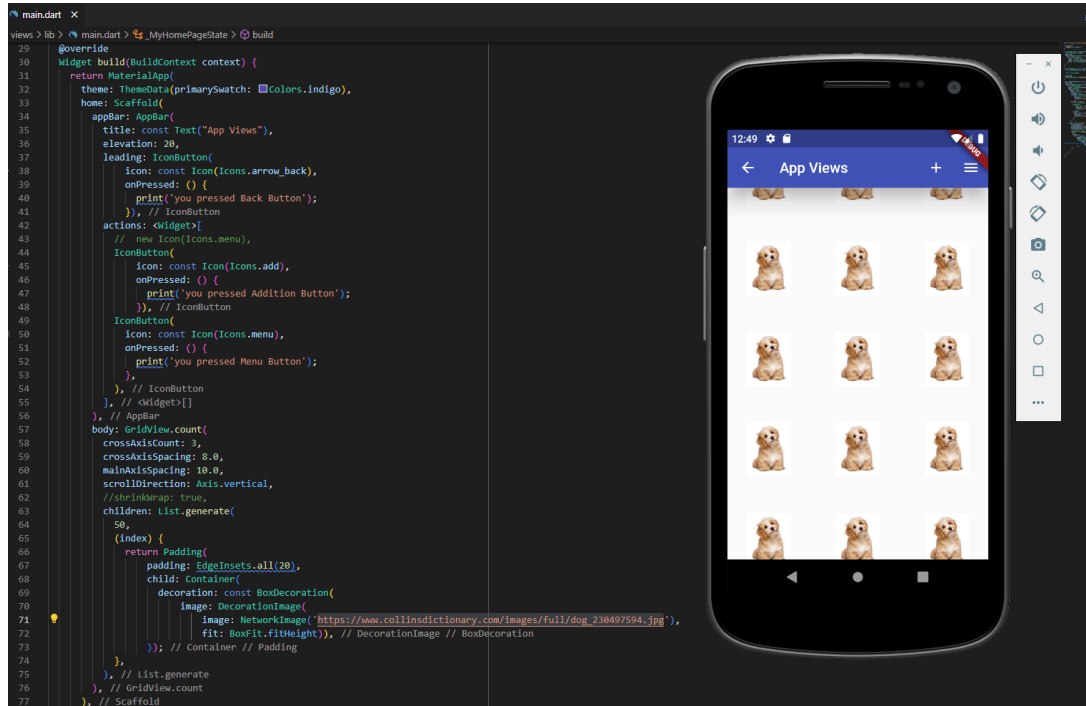 main.dart ×
views > lib > main.dart > _MyHomePageState > build
29 @override
30 Widget build(BuildContext context) {
31 return MaterialApp(
32 theme: ThemeData(primarySwatch: Colors.indigo),
33 home: Scaffold(
34 appBar: AppBar(
35 title: const Text("App Views"),
36 elevation: 20,
37 leading: IconButton(
38 icon: const Icon(Icons.arrow_back),
39 onPressed: () {
40 print('you pressed Back Button');
41 }), // IconButton
42 actions: <Widget>[
43 // new Icon(Icons.menu),
44 IconButton(
45 icon: const Icon(Icons.add),
46 onPressed: () {
47 print('you pressed Addition Button');
48 }), // IconButton
49 IconButton(
50 icon: const Icon(Icons.menu),
51 onPressed: () {
52 print('you pressed Menu Button');
53 },
54 ), // IconButton
55 ], // <Widget>[]
56 ), // AppBar
57 body: GridView.count(
58 crossAxisCount: 3,
59 crossAxisSpacing: 8.0,
60 mainAxisSpacing: 10.0,
61 scrollDirection: Axis.vertical,
62 //shrinkWrap: true,
63 children: List.generate(
64 50,
65 (index) {
66 return Padding(
67 padding: EdgeInsets.all(20),
68 child: Container(
69 decoration: const BoxDecoration(
70 image: DecorationImage(
71 image: NetworkImage('https://www.collinsdictionary.com/images/full/dog_230497594.jpg'),
72 fit: BoxFit.fitHeight)), // DecorationImage // BoxDecoration
73 )); // Container // Padding
74 },
75 ), // List.generate
76 ), // GridView.count
77 ), // Scaffold
12:49
DEBUG
App Views